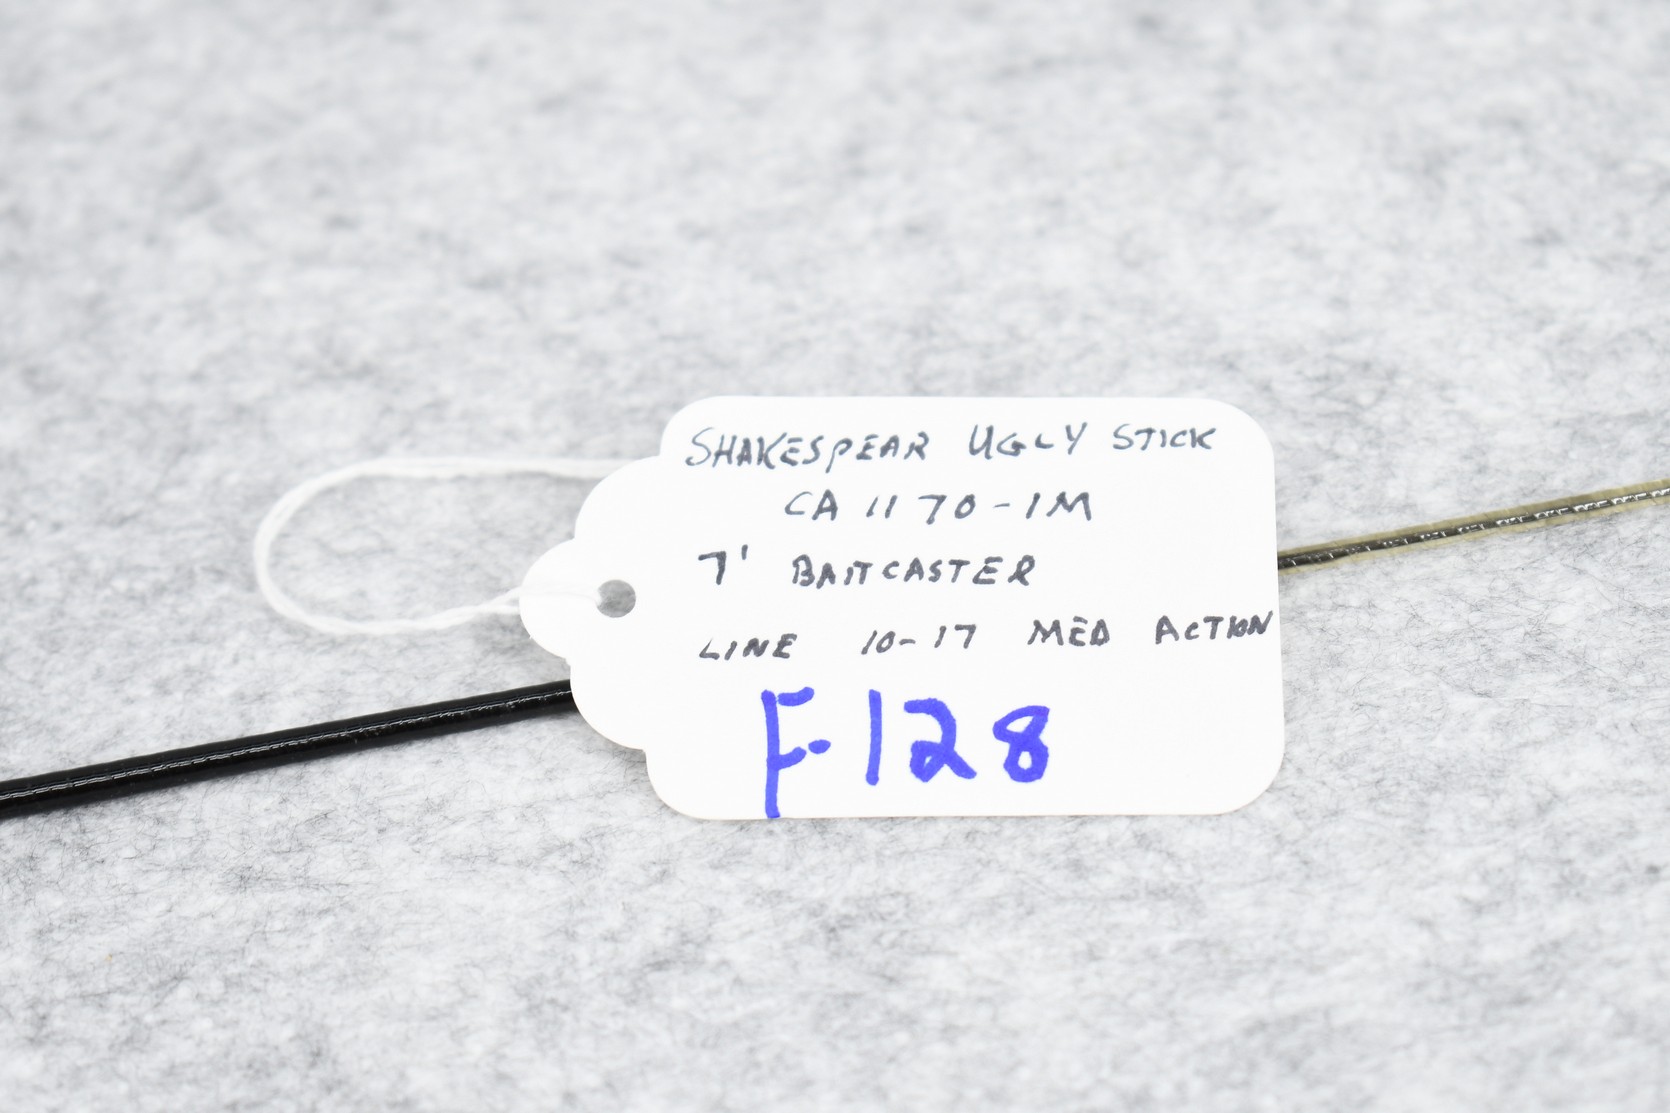 SHAKESPEAR UGLY STICK
CA 1170-1M
7' BAITCASTER
LINE 10-17 MED ACTION
F-128